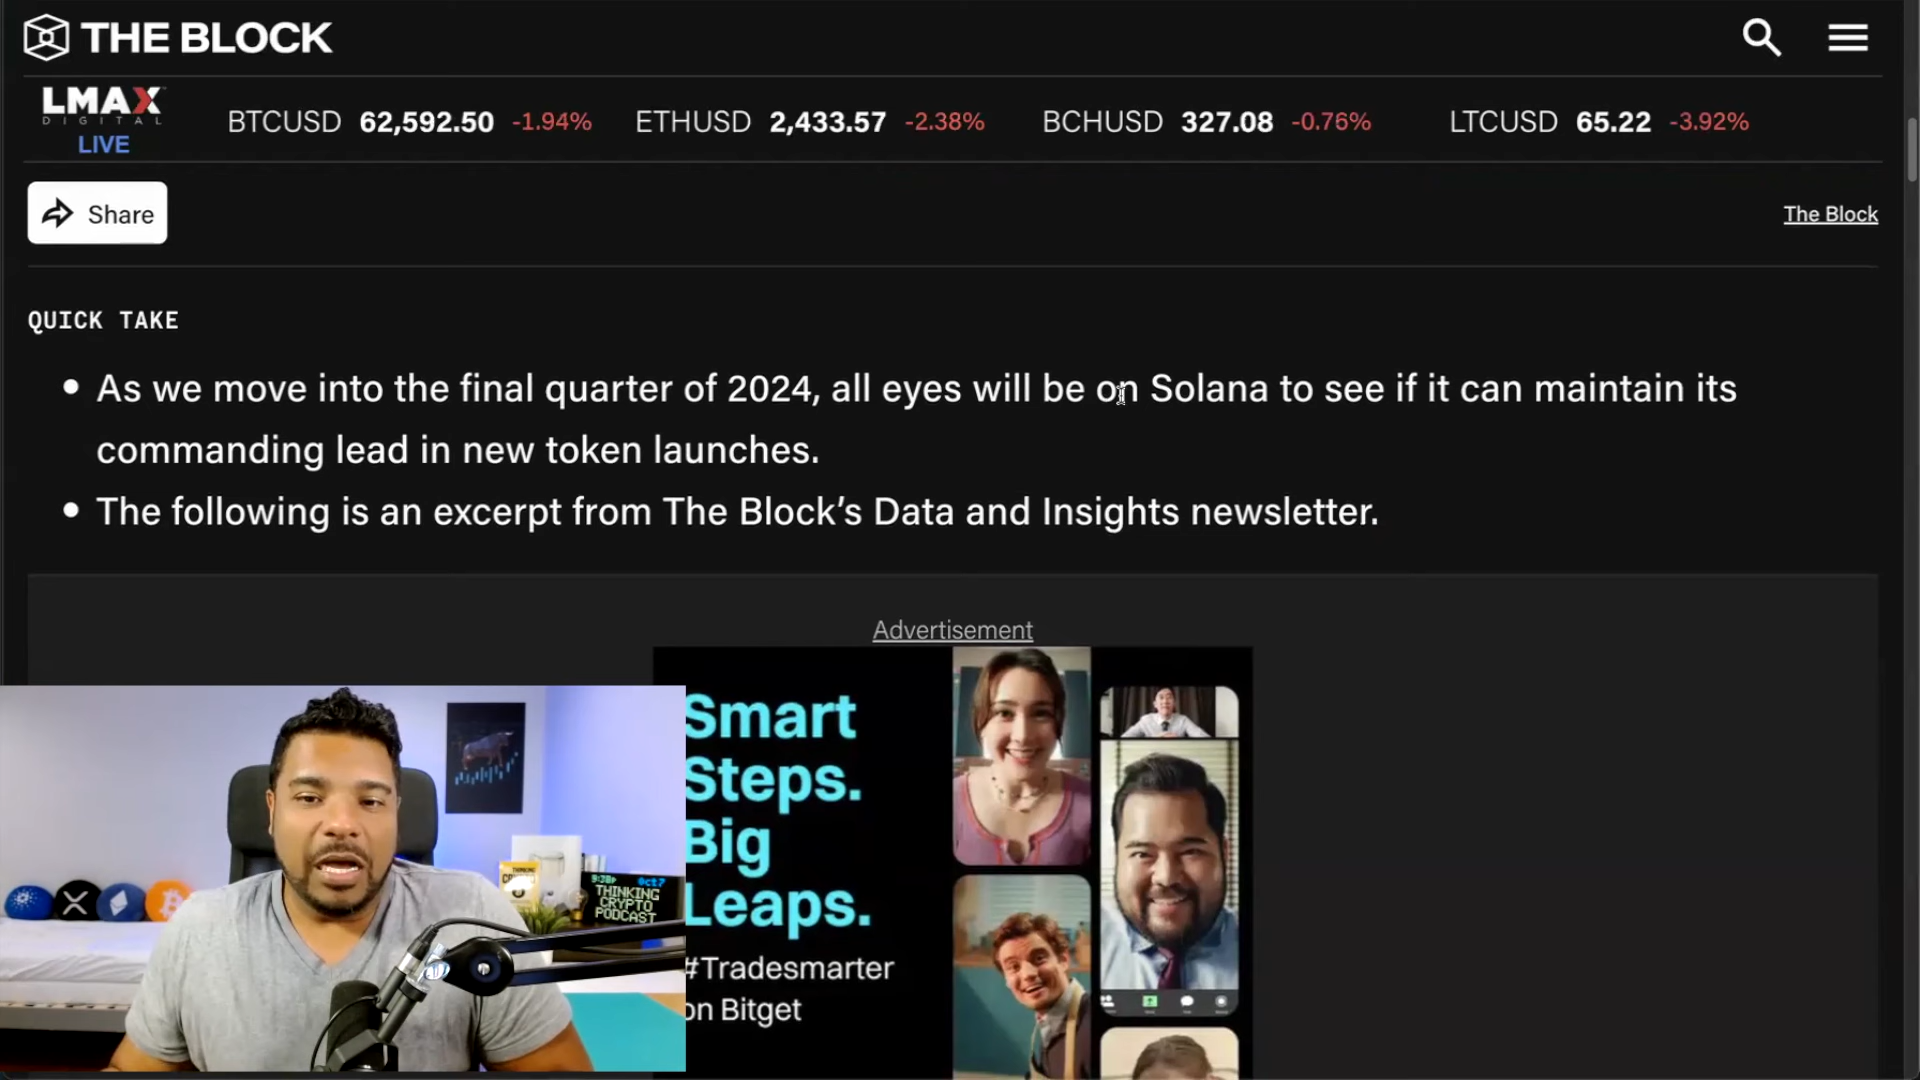 THE BLOCK
LMAX
DIGITAL
LIVE
BTCUSD 62,592.50 -1.94%
ETHUSD 2,433.57 -2.38%
BCHUSD 327.08 -0.76%
LTCUSD 65.22 -3.92%
Share
The Block
QUICK TAKE
As we move into the final quarter of 2024, all eyes will be on Solana to see if it can maintain its
commanding lead in new token launches.
The following is an excerpt from The Block’s Data and Insights newsletter.
Advertisement
Smart
Steps.
Big
Leaps.
#Tradesmarter
on Bitget
Oct7
THINKING
CRYPTO
PODCAST